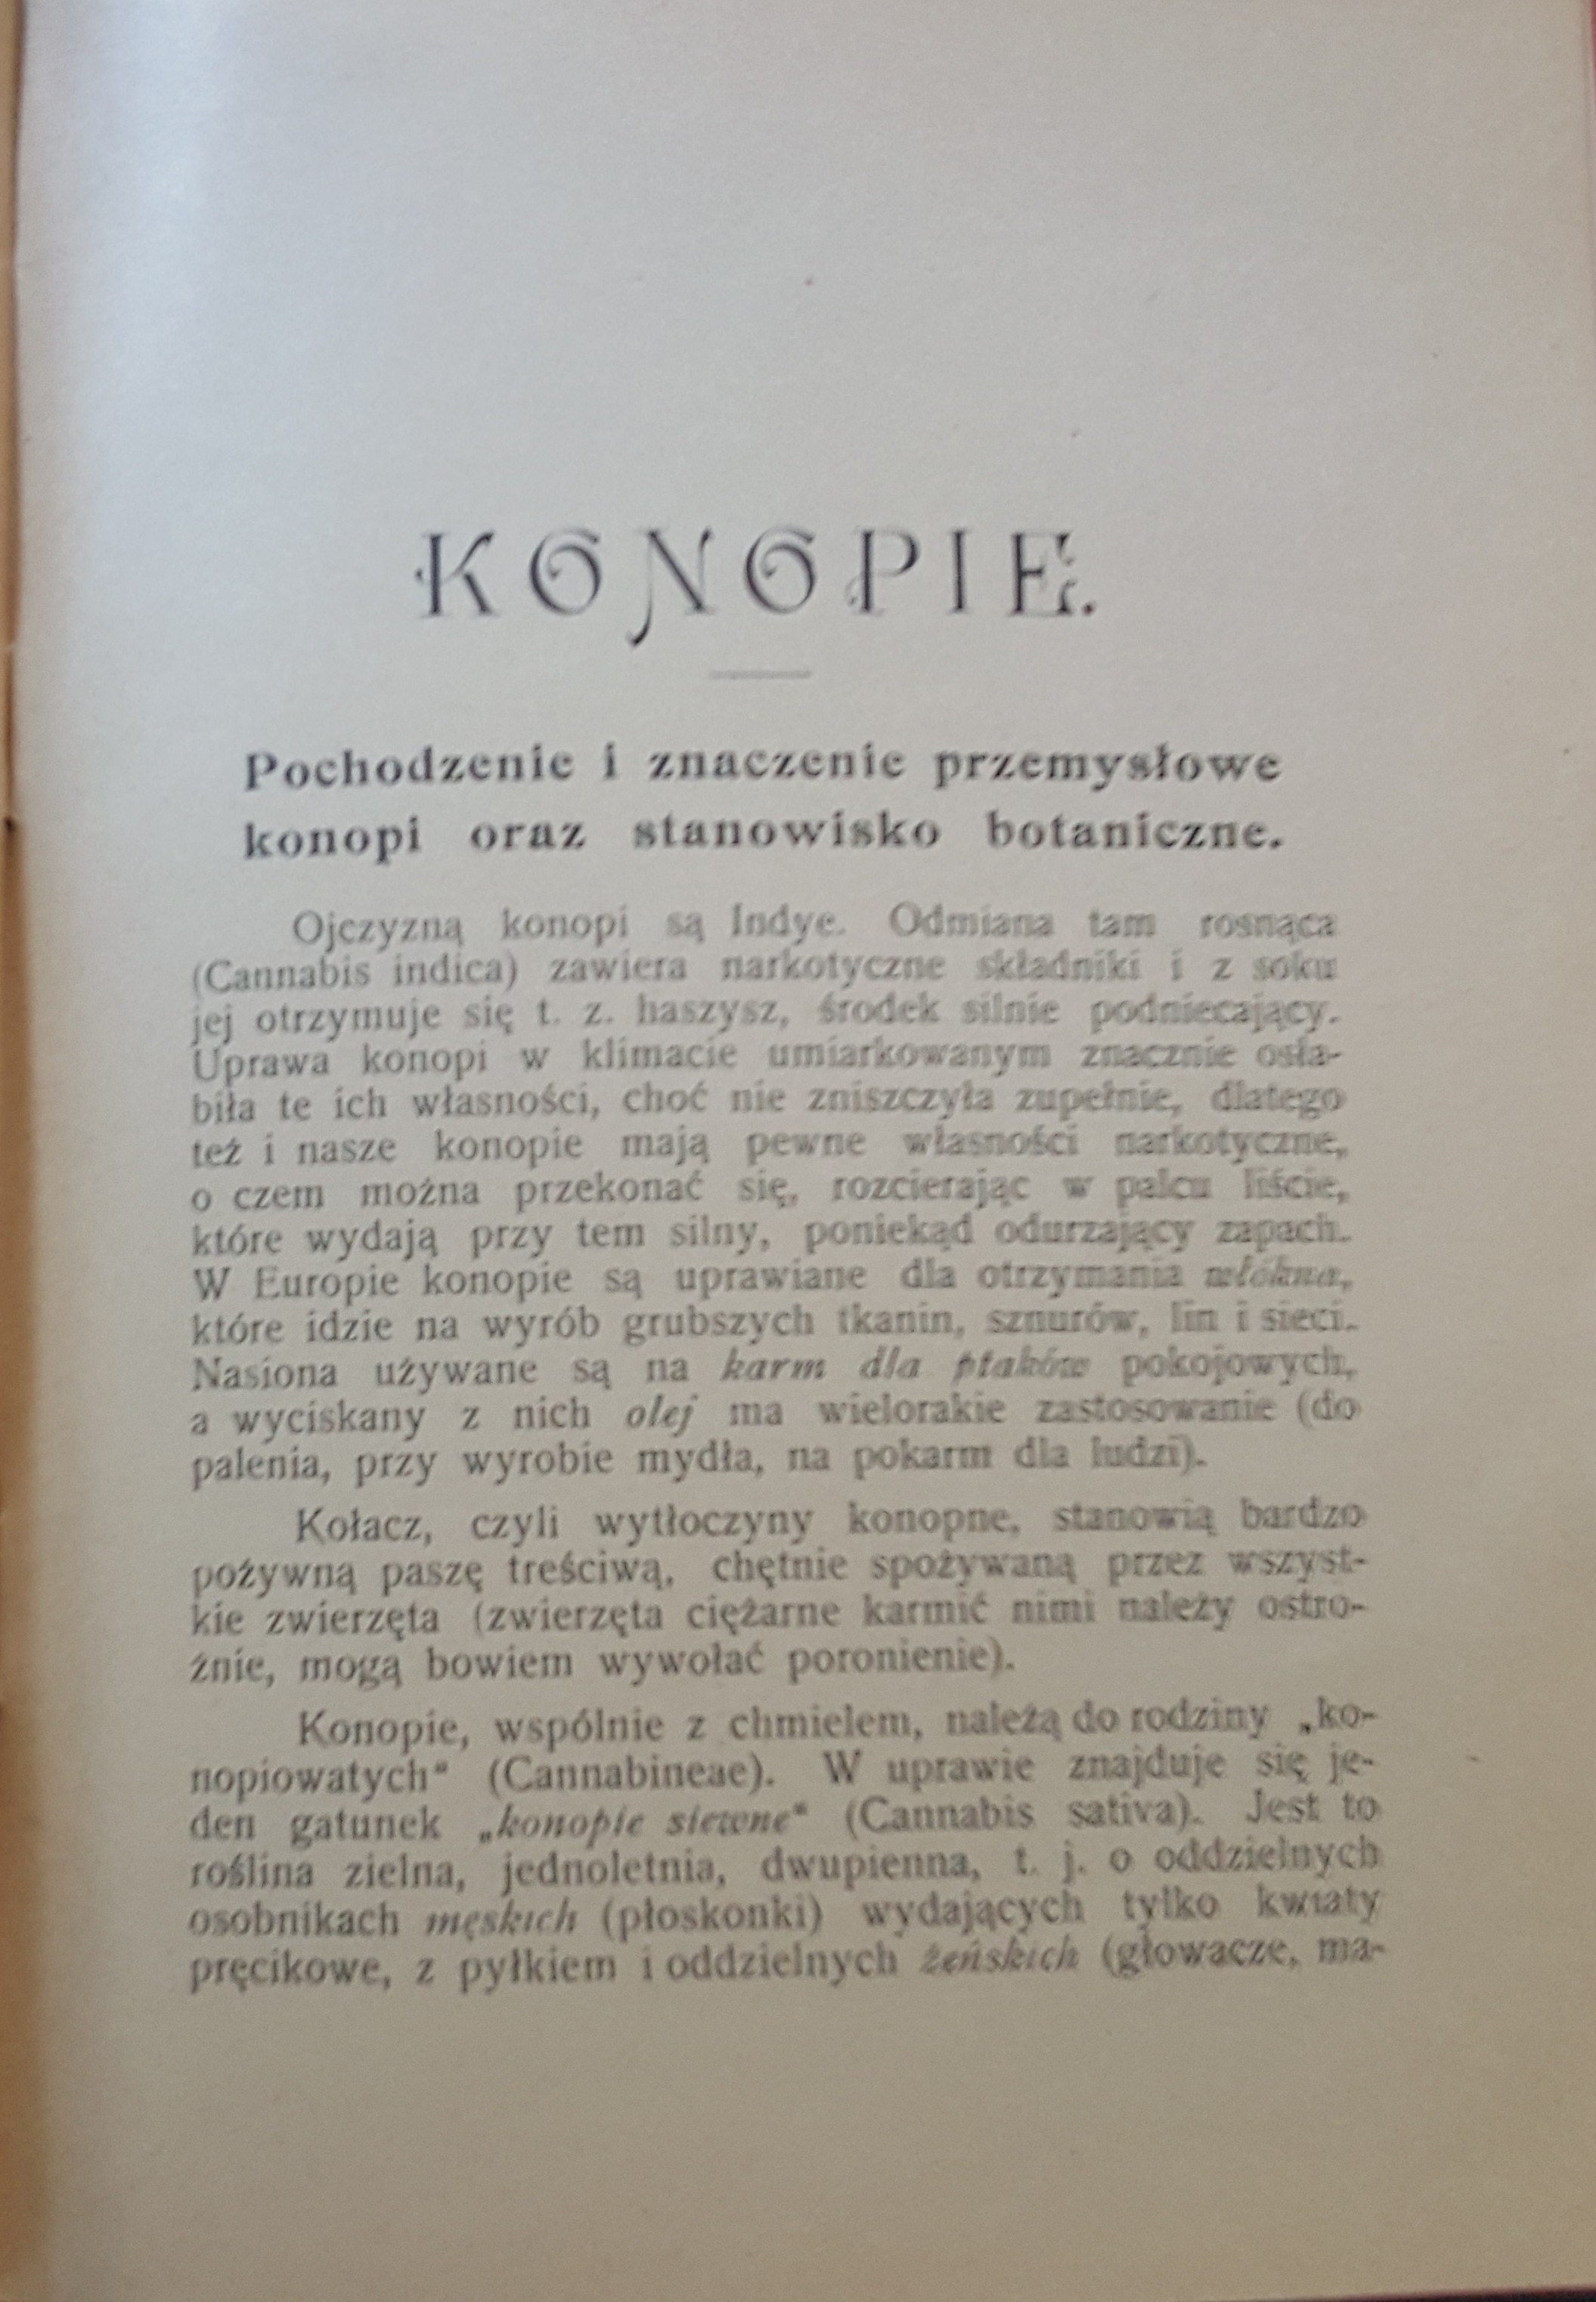 KONOPIE.
Pochodzenie i znaczenie przemysłowe
konopi oraz stanowisko botaniczne.
Ojczyzną konopi są Indye. Odmiana tam rosnąca
(Cannabis indica) zawiera narkotyczne składniki i z soku
jej otrzymuje się t. z. haszysz, środek silnie podniecający.
Uprawa konopi w klimacie umiarkowanym znacznie osła-
biła te ich własności, choć nie zniszczyła zupełnie, dlatego
też i nasze konopie mają pewne własności narkotyczne,
o czem można przekonać się, rozcierając w palcu liście,
które wydają przy tem silny, poniekąd odurzający zapach.
W Europie konopie są uprawiane dla otrzymania włókna,
które idzie na wyrób grubszych tkanin, sznurów, lin i sieci.
Nasiona używane są na karm dla ptaków pokojowych,
a wyciskany z nich olej ma wielorakie zastosowanie (do
palenia, przy wyrobie mydła, na pokarm dla ludzi).
Kołacz, czyli wytłoczyny konopne, stanowią bardzo
pożywną paszę treściwą, chętnie spożywaną przez wszyst-
kie zwierzęta (zwierzęta ciężarne karmić nimi należy ostro-
żnie, mogą bowiem wywołać poronienie).
Konopie, wspólnie z chmielem, należą do rodziny „ko-
nopiowatych“ (Cannabineae). W uprawie znajduje się je-
den gatunek „konopie siewne“ (Cannabis sativa). Jest to
roślina zielna, jednoletnia, dwupienna, t. j. o oddzielnych
osobnikach męskich (płoskonki) wydających tylko kwiaty
pręcikowe, z pyłkiem i oddzielnych żeńskich (głowacze, ma-